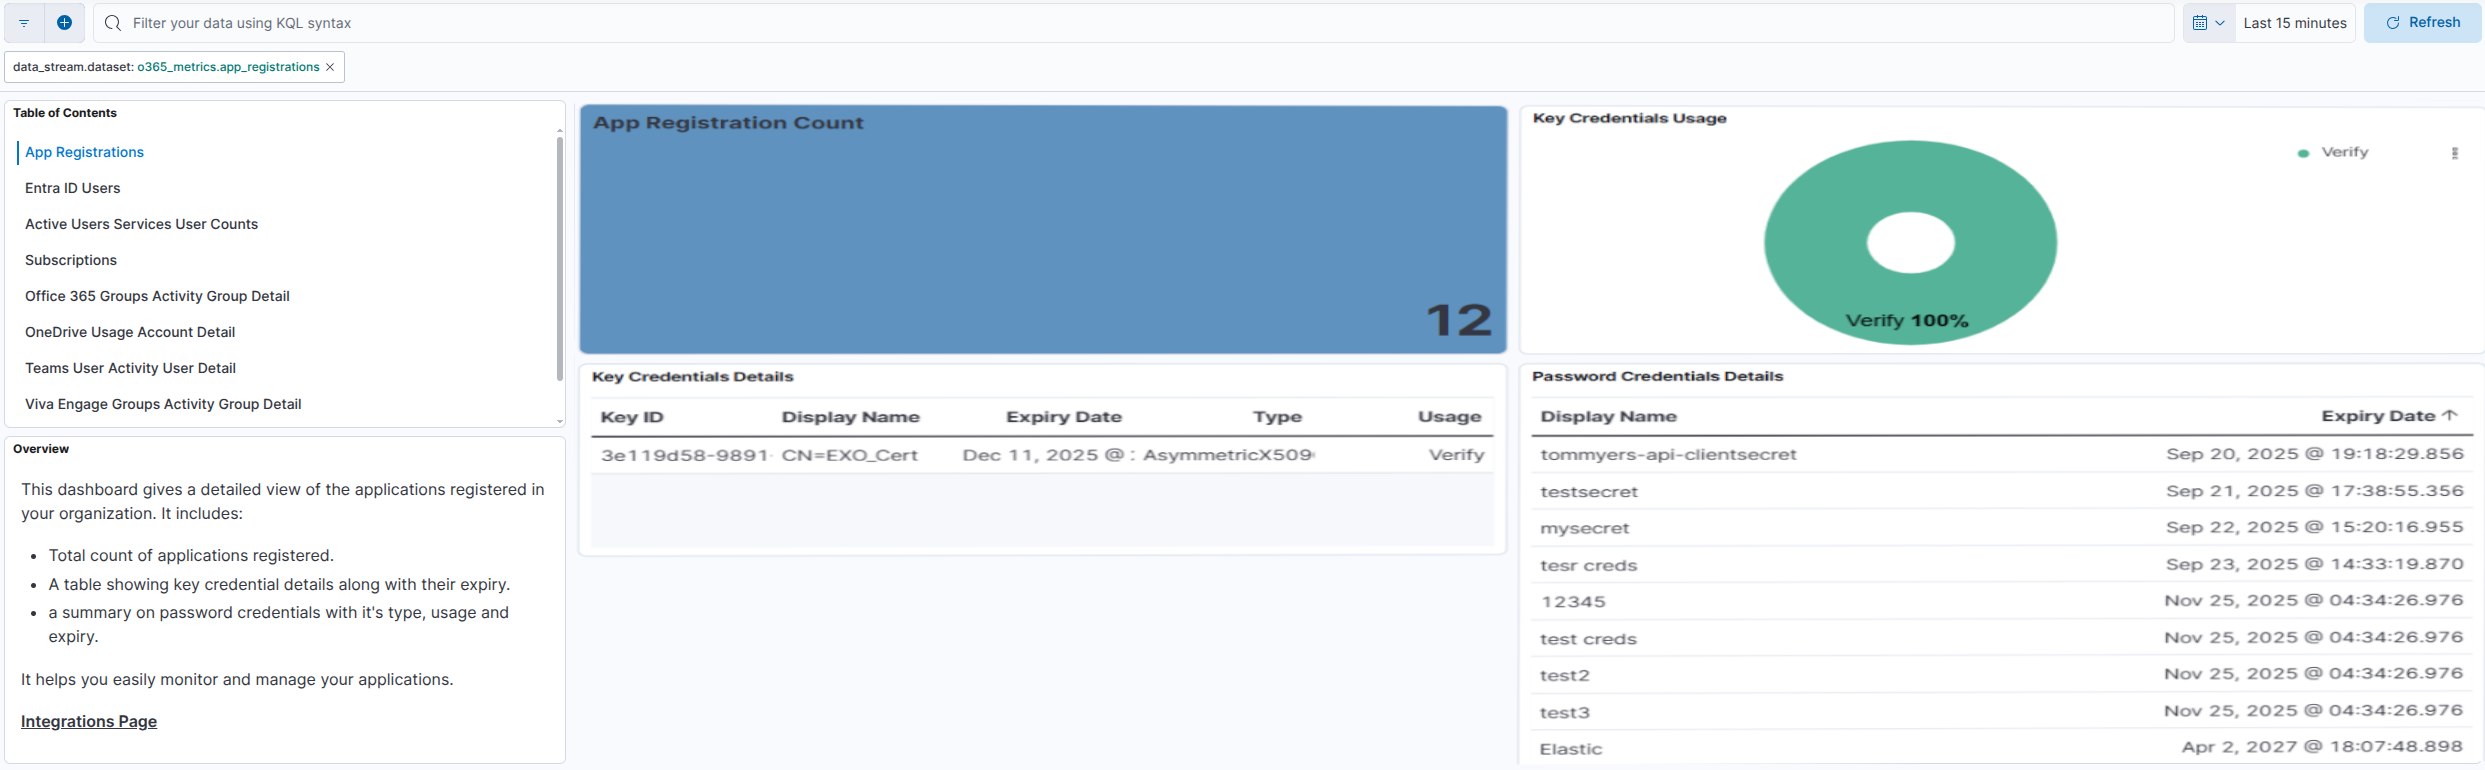 Filter your data using KQL syntax
Last 15 minutes
Refresh
data_stream.dataset: o365_metrics.app_registrations ×
Table of Contents
App Registrations
Entra ID Users
Active Users Services User Counts
Subscriptions
Office 365 Groups Activity Group Detail
OneDrive Usage Account Detail
Teams User Activity User Detail
Viva Engage Groups Activity Group Detail
Overview
This dashboard gives a detailed view of the applications registered in
your organization. It includes:
• Total count of applications registered.
• A table showing key credential details along with their expiry.
• a summary on password credentials with it's type, usage and
expiry.
It helps you easily monitor and manage your applications.
Integrations Page
App Registration Count
12
Key Credentials Usage
Verify
Verify 100%
Key Credentials Details
Key ID Display Name Expiry Date Type Usage
3e119d58-9891- CN=EXO_Cert Dec 11, 2025 @ : AsymmetricX509 Verify
Password Credentials Details
Display Name Expiry Date ↑
tommyers-api-clientsecret Sep 20, 2025 @ 19:18:29.856
testsecret Sep 21, 2025 @ 17:38:55.356
mysecret Sep 22, 2025 @ 15:20:16.955
tesr creds Sep 23, 2025 @ 14:33:19.870
12345 Nov 25, 2025 @ 04:34:26.976
test creds Nov 25, 2025 @ 04:34:26.976
test2 Nov 25, 2025 @ 04:34:26.976
test3 Nov 25, 2025 @ 04:34:26.976
Elastic Apr 2, 2027 @ 18:07:48.898